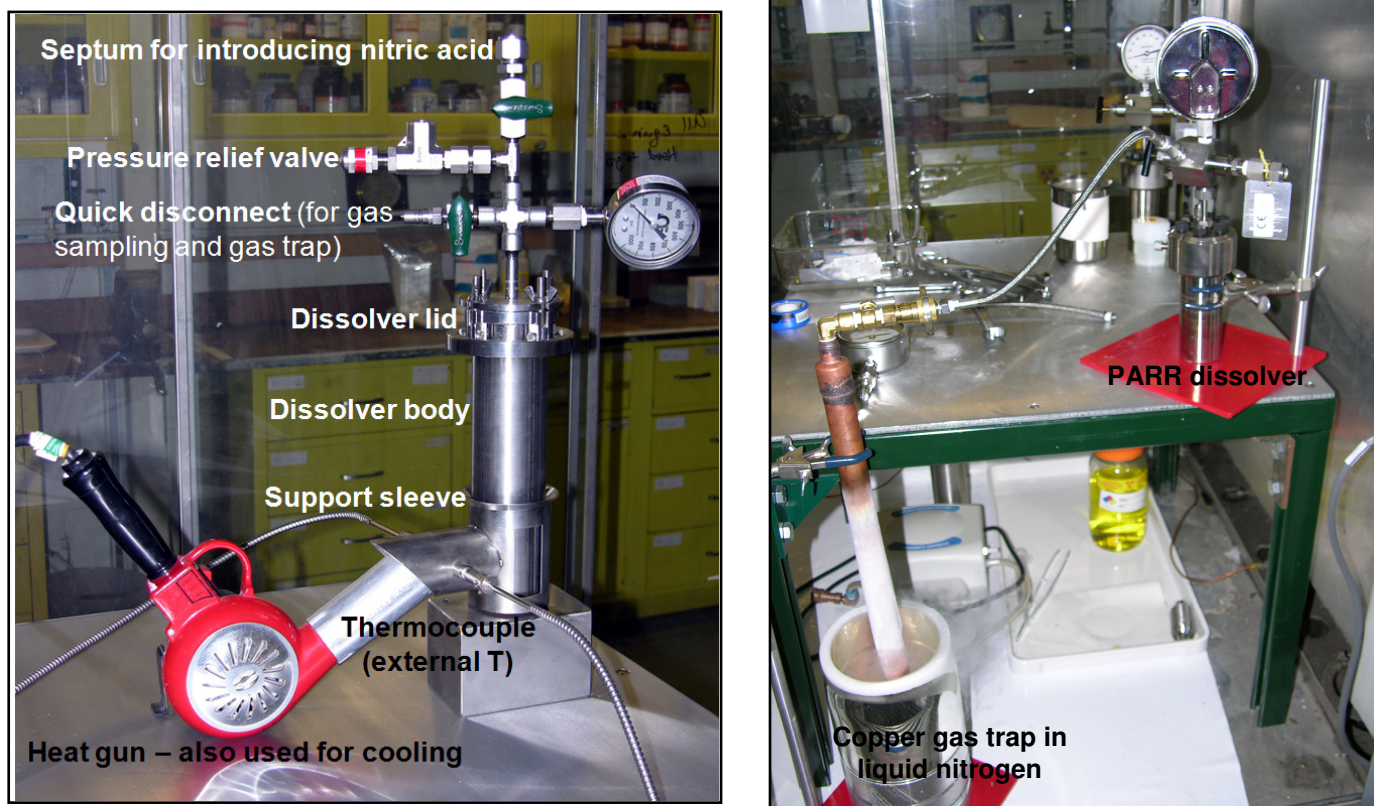 Septum for introducing nitric acid
Pressure relief valve
Quick disconnect (for gas
sampling and gas trap)
Dissolver lid
Dissolver body
Support sleeve
Thermocouple
(external T)
Heat gun – also used for cooling
All
PARR dissolver
Copper gas trap in
liquid nitrogen